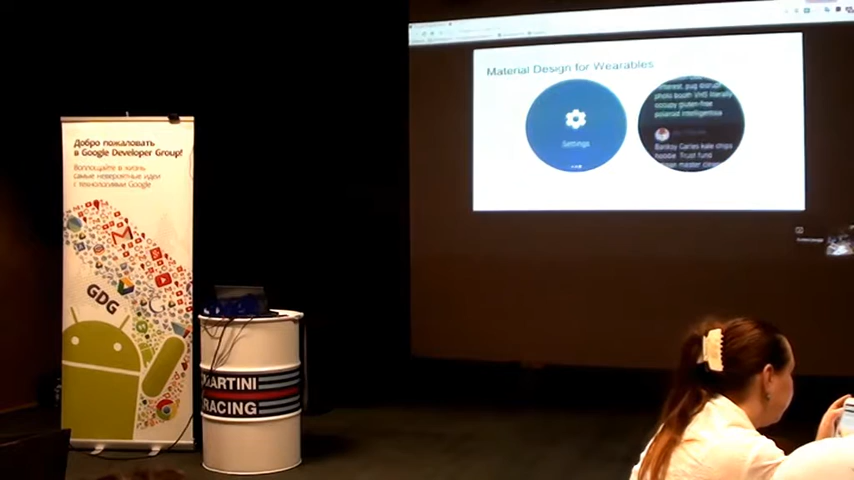 Material Design for Wearables
Settings
photo booth VHS literally
occupy gluten-free
polaroid intelligentsia
Banksy Carles kale chips
hoodie. Trust fund
Добро пожаловать
в Google Developer Group!
Воплощайте в жизнь
самые невероятные идеи
с технологиями Google
GDG
MARTINI
RACING